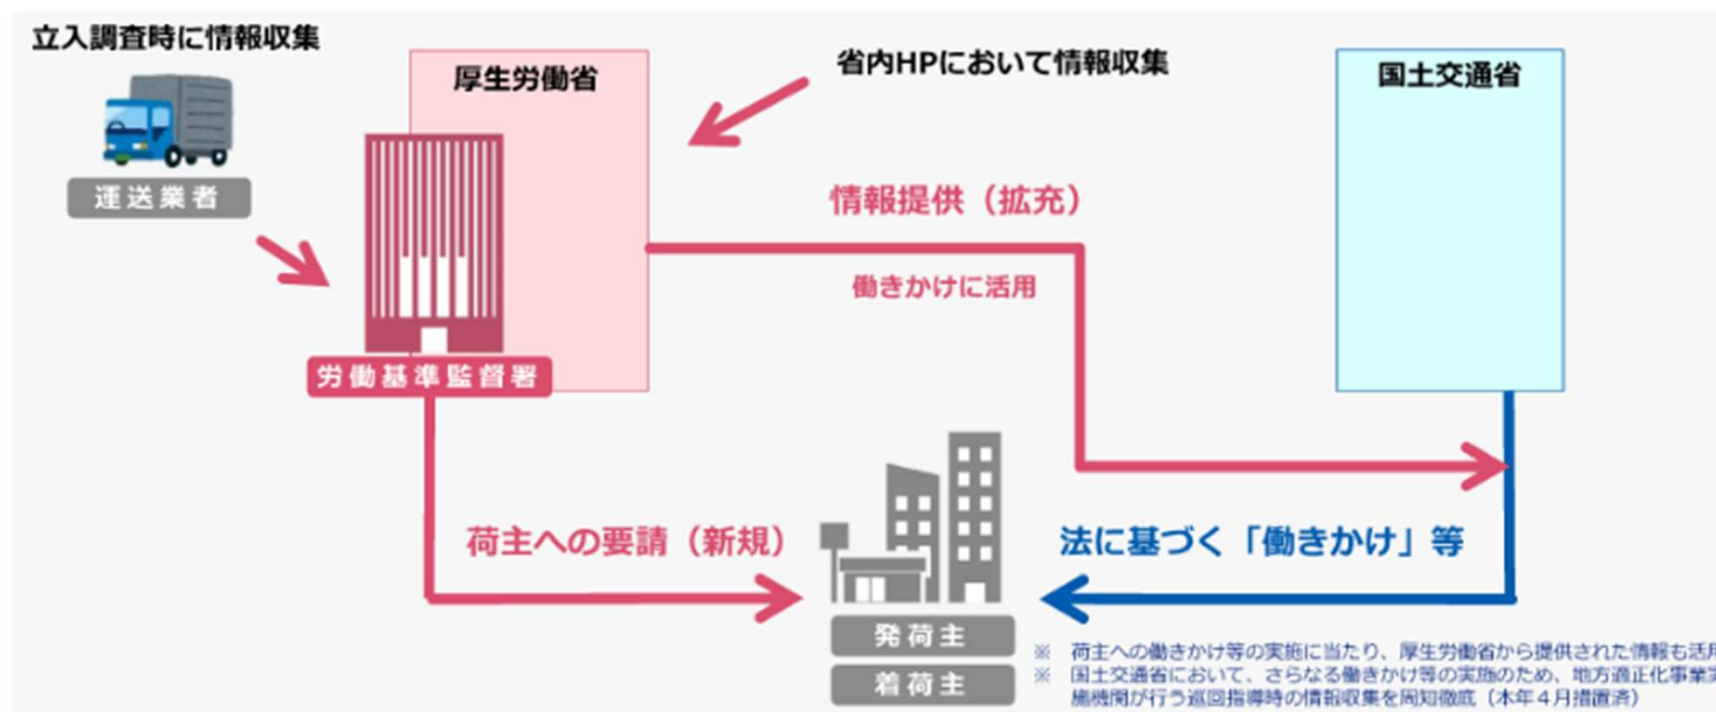 立入調査時に情報収集
運送業者
厚生労働省
労働基準監督署
省内HPにおいて情報収集
国土交通省
情報提供（拡充）
働きかけに活用
荷主への要請（新規）
法に基づく「働きかけ」等
発荷主
着荷主
※ 荷主への働きかけ等の実施に当たり、厚生労働省から提供された情報も活用
※ 国土交通省において、さらなる働きかけ等の実施のため、地方適正化事業実
施機関が行う巡回指導時の情報収集を周知徹底（本年４月措置済）